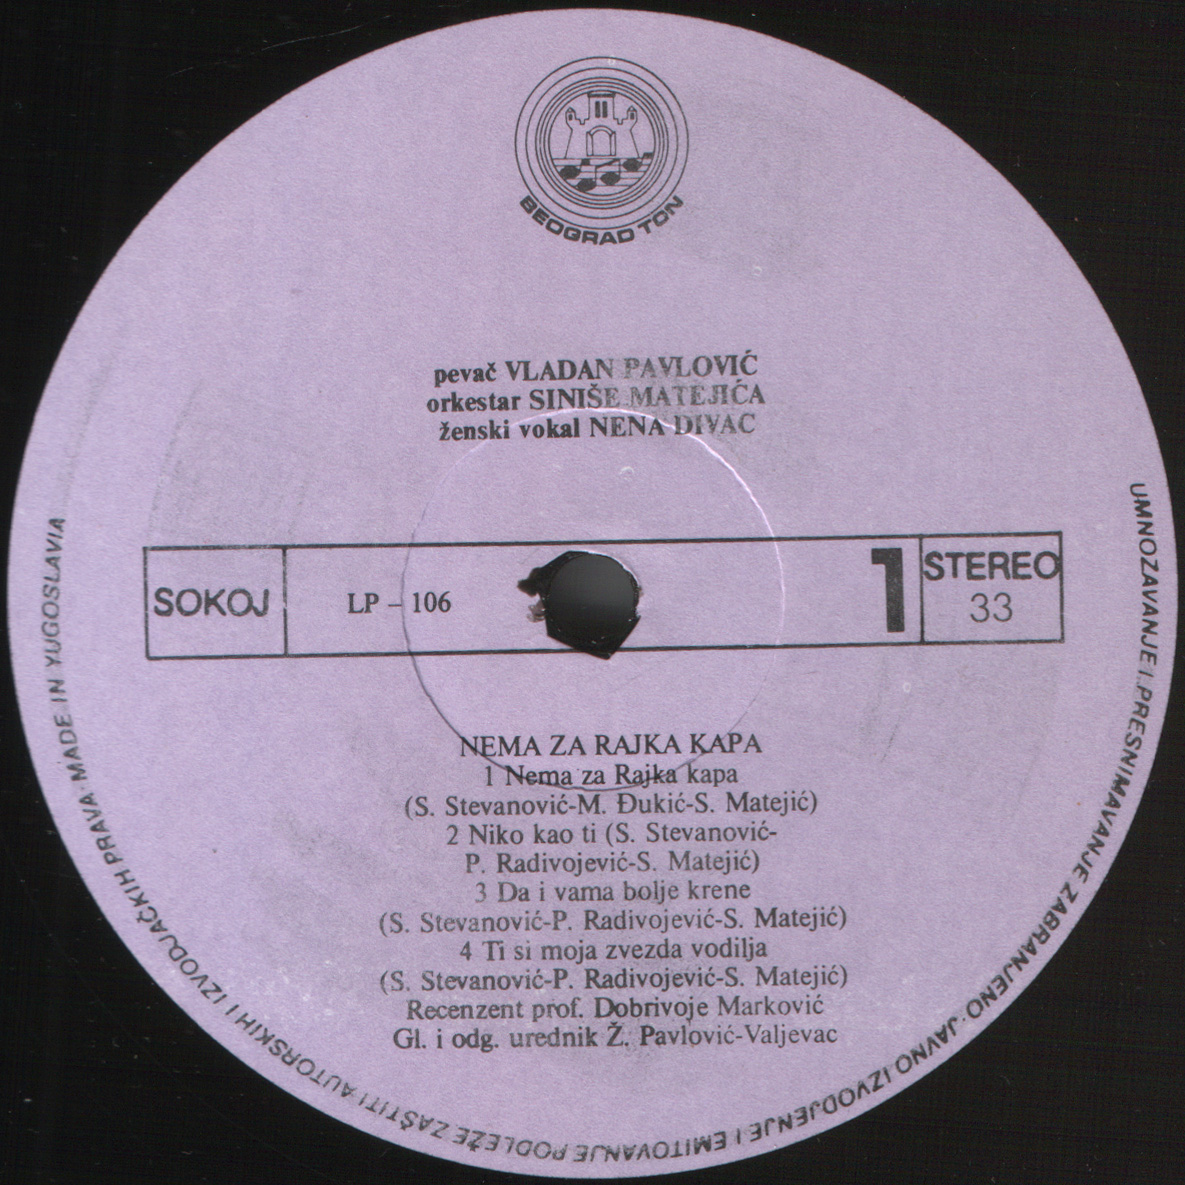 BEOGRAD TON
pevač VLADAN PAVLOVIĆ
orkestar SINIŠE MATEJIĆA
ženski vokal NENA DIVAC
SOKOJ
LP – 106
1
STEREO
33
NEMA ZA RAJKA KAPA
1 Nema za Rajka kapa
(S. Stevanović-M. Đukić-S. Matejić)
2 Niko kao ti (S. Stevanović-
P. Radivojević-S. Matejić)
3 Da i vama bolje krene
(S. Stevanović-P. Radivojević-S. Matejić)
4 Ti si moja zvezda vodilja
(S. Stevanović-P. Radivojević-S. Matejić)
Recenzent prof. Dobrivoje Marković
Gl. i odg. urednik Ž. Pavlović-Valjevac
UMNOZAVANJE I PRESNIMAVANJE ZABRANJENO · JAVNO IZVODJENJE I EMITOVANJE PODLEŽE ZAŠTITI AUTORSKIH I IZVODJAČKIH PRAVA · MADE IN YUGOSLAVIA